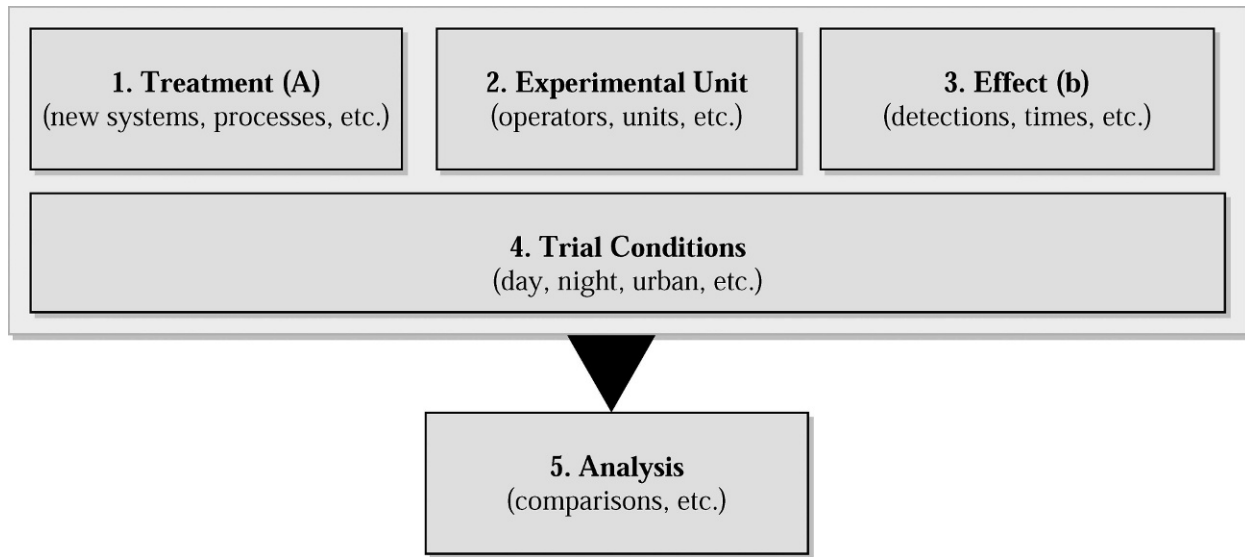 1. Treatment (A)
(new systems, processes, etc.)
2. Experimental Unit
(operators, units, etc.)
3. Effect (b)
(detections, times, etc.)
4. Trial Conditions
(day, night, urban, etc.)
5. Analysis
(comparisons, etc.)